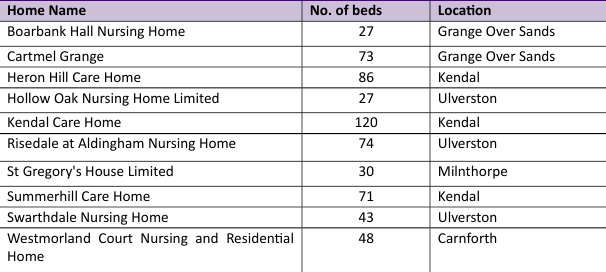 Home Name No. of beds Location
Boarbank Hall Nursing Home 27 Grange Over Sands
Cartmel Grange 73 Grange Over Sands
Heron Hill Care Home 86 Kendal
Hollow Oak Nursing Home Limited 27 Ulverston
Kendal Care Home 120 Kendal
Risedale at Aldingham Nursing Home 74 Ulverston
St Gregory's House Limited 30 Milnthorpe
Summerhill Care Home 71 Kendal
Swarthdale Nursing Home 43 Ulverston
Westmorland Court Nursing and Residential 48 Carnforth
Home